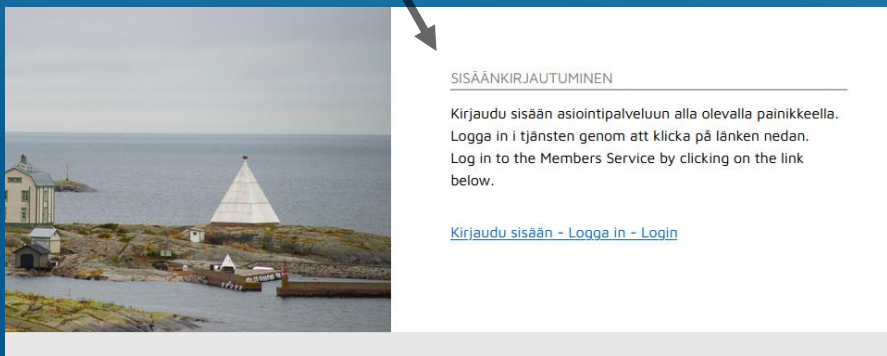 SISÄÄNKIRJAUTUMINEN
Kirjaudu sisään asiointipalveluun alla olevalla painikkeella.
Logga in i tjänsten genom att klicka på länken nedan.
Log in to the Members Service by clicking on the link
below.
Kirjaudu sisään - Logga in - Login